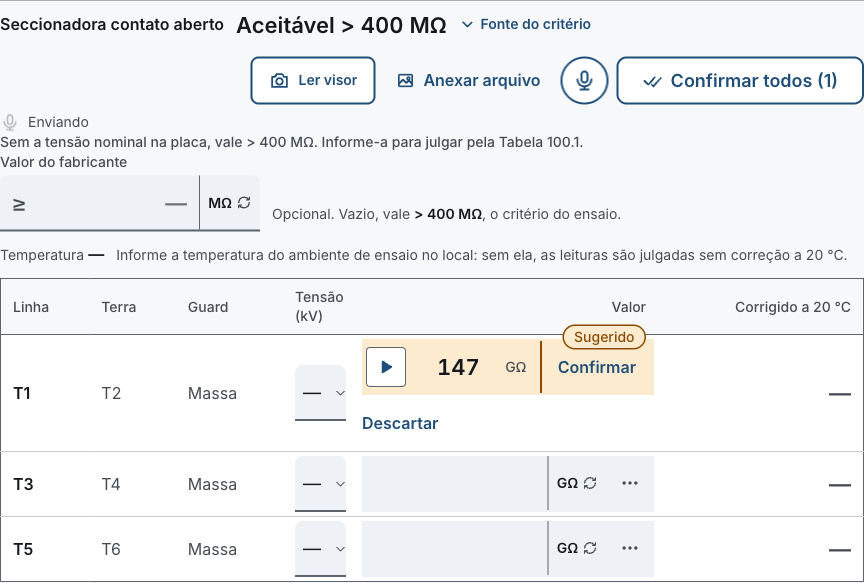 Seccionadora contato aberto Aceitável > 400 MΩ Fonte do critério
Ler visor Anexar arquivo Confirmar todos (1)
Enviando
Sem a tensão nominal na placa, vale > 400 MΩ. Informe-a para julgar pela Tabela 100.1.
Valor do fabricante
≥ — MΩ
Opcional. Vazio, vale > 400 MΩ, o critério do ensaio.
Temperatura — Informe a temperatura do ambiente de ensaio no local: sem ela, as leituras são julgadas sem correção a 20 °C.
Linha Terra Guard Tensão (kV) Valor Corrigido a 20 °C
Sugerido
T1 T2 Massa — 147 GΩ Confirmar —
Descartar
T3 T4 Massa — GΩ ••• —
T5 T6 Massa — GΩ ••• —